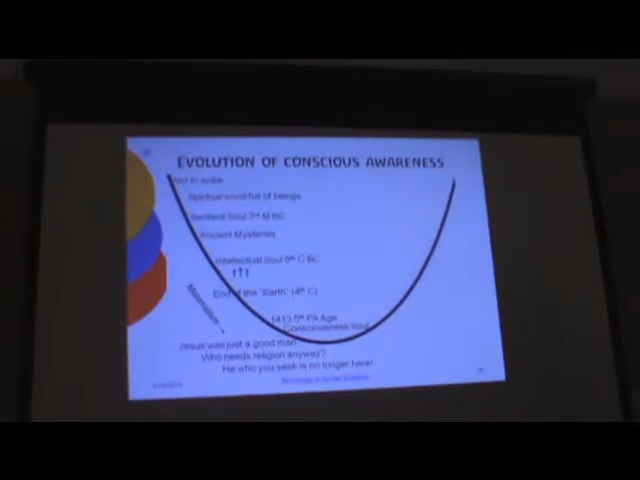 EVOLUTION OF CONSCIOUS AWARENESS
Not to scale
Spiritual world full of beings
Sentient Soul 3rd M BC
Ancient Mysteries
Intellectual Soul 8th C BC
End of the "Earth" (4th C)
Materialism →
1413 5th PA Age
Consciousness Soul
Jesus was just a good man
Who needs religion anyway?
He who you seek is no longer here!